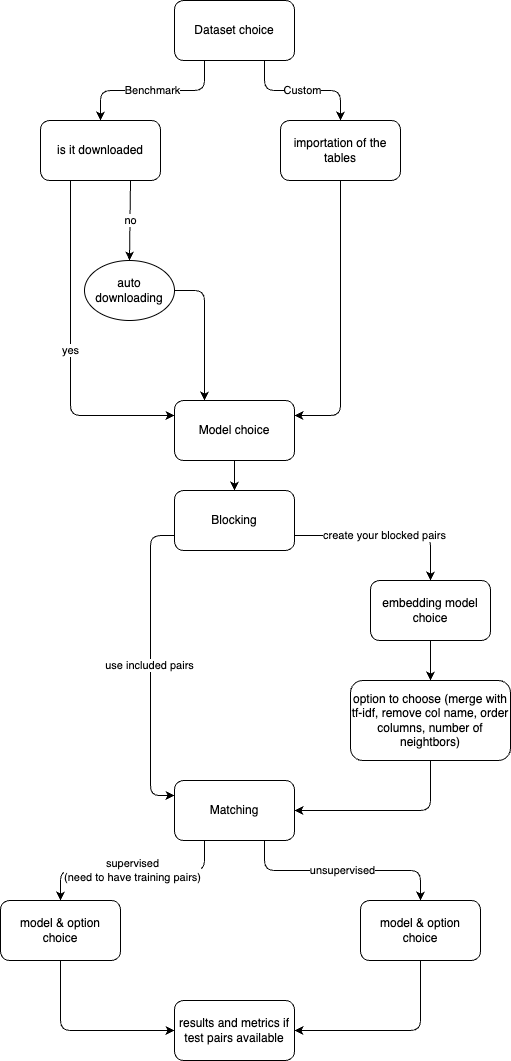 Dataset choice
Benchmark
Custom
is it downloaded
importation of the
tables
no
auto
downloading
yes
Model choice
Blocking
create your blocked pairs
embedding model
choice
use included pairs
option to choose (merge with
tf-idf, remove col name, order
columns, number of
neightbors)
Matching
supervised
(need to have training pairs)
unsupervised
model & option
choice
model & option
choice
results and metrics if
test pairs available